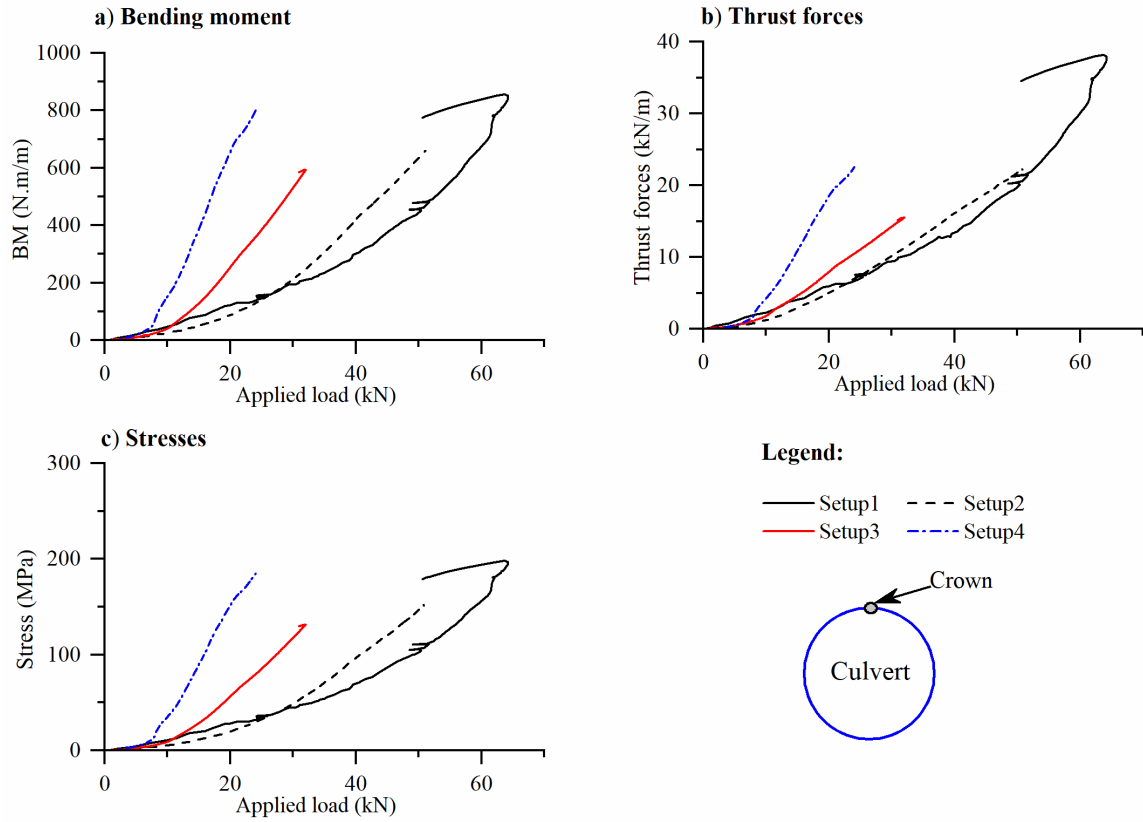 a) Bending moment
1000
800
600
400
200
0
BM (N.m/m)
0 20 40 60
Applied load (kN)
b) Thrust forces
40
30
20
10
0
Thrust forces (kN/m)
0 20 40 60
Applied load (kN)
c) Stresses
300
200
100
0
Stress (MPa)
0 20 40 60
Applied load (kN)
Legend:
Setup1 Setup2
Setup3 Setup4
Crown
Culvert